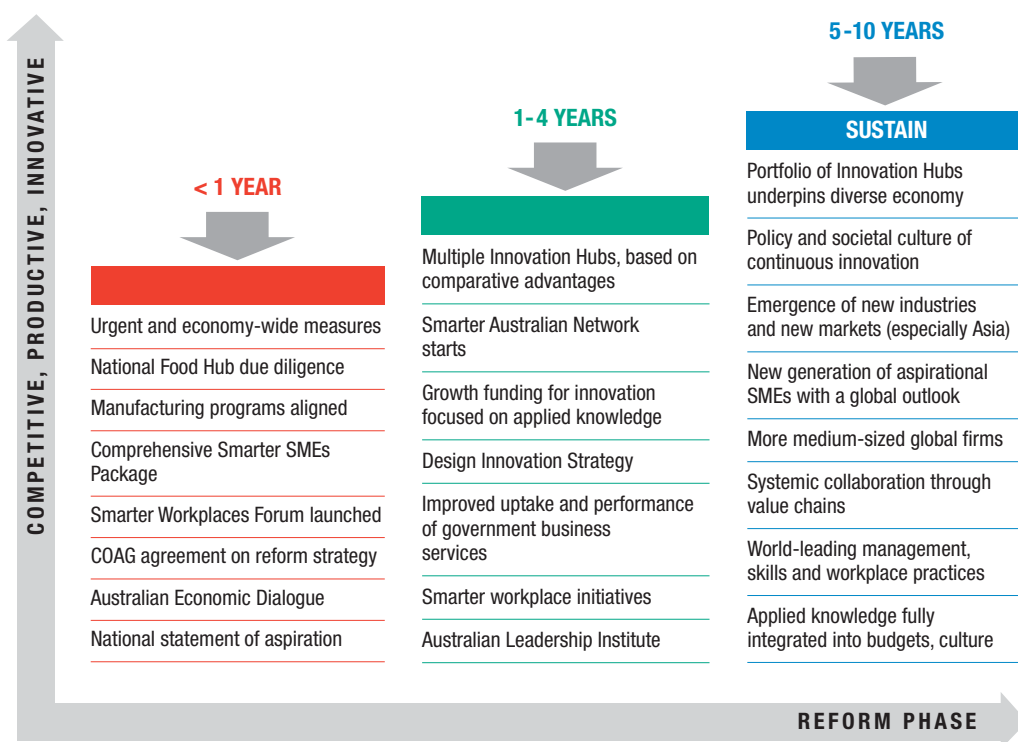 COMPETITIVE, PRODUCTIVE, INNOVATIVE
< 1 YEAR
Urgent and economy-wide measures
National Food Hub due diligence
Manufacturing programs aligned
Comprehensive Smarter SMEs
Package
Smarter Workplaces Forum launched
COAG agreement on reform strategy
Australian Economic Dialogue
National statement of aspiration
1-4 YEARS
Multiple Innovation Hubs, based on
comparative advantages
Smarter Australian Network
starts
Growth funding for innovation
focused on applied knowledge
Design Innovation Strategy
Improved uptake and performance
of government business
services
Smarter workplace initiatives
Australian Leadership Institute
5-10 YEARS
SUSTAIN
Portfolio of Innovation Hubs
underpins diverse economy
Policy and societal culture of
continuous innovation
Emergence of new industries
and new markets (especially Asia)
New generation of aspirational
SMEs with a global outlook
More medium-sized global firms
Systemic collaboration through
value chains
World-leading management,
skills and workplace practices
Applied knowledge fully
integrated into budgets, culture
REFORM PHASE